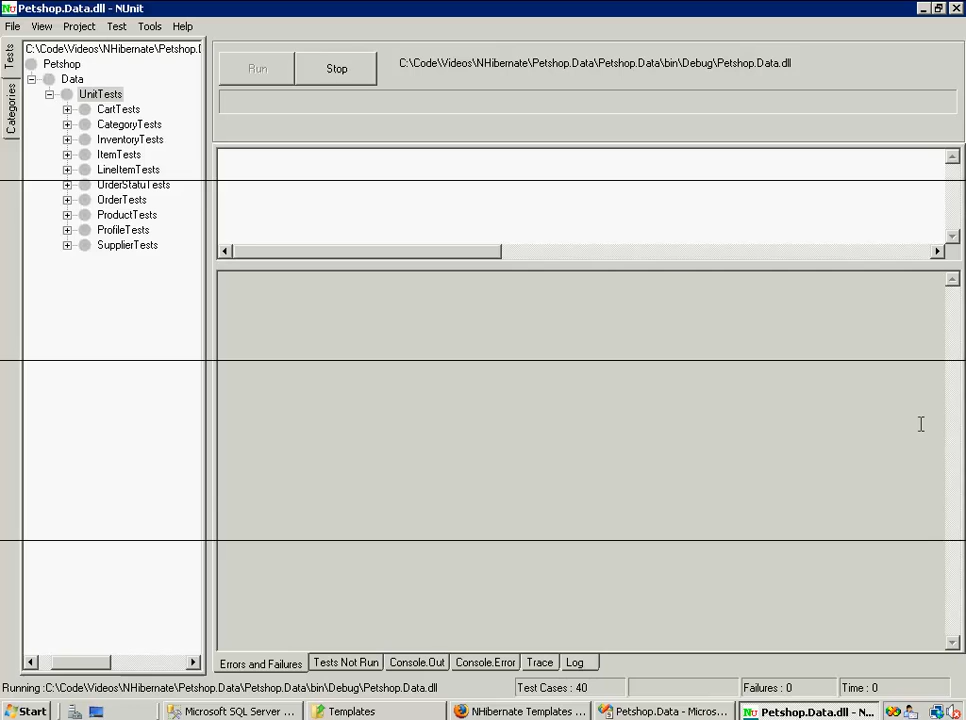 Petshop.Data.dll - NUnit
File View Project Test Tools Help
Tests
Categories
C:\Code\Videos\NHibernate\Petshop.D
Petshop
Data
UnitTests
CartTests
CategoryTests
InventoryTests
ItemTests
LineItemTests
OrderStatuTests
OrderTests
ProductTests
ProfileTests
SupplierTests
Run Stop C:\Code\Videos\NHibernate\Petshop.Data\Petshop.Data\bin\Debug\Petshop.Data.dll
Errors and Failures Tests Not Run Console.Out Console.Error Trace Log
Running :C:\Code\Videos\NHibernate\Petshop.Data\Petshop.Data\bin\Debug\Petshop.Data.dll Test Cases : 40 Failures : 0 Time : 0
Start Microsoft SQL Server ... Templates NHibernate Templates ... Petshop.Data - Micros... Petshop.Data.dll - N...